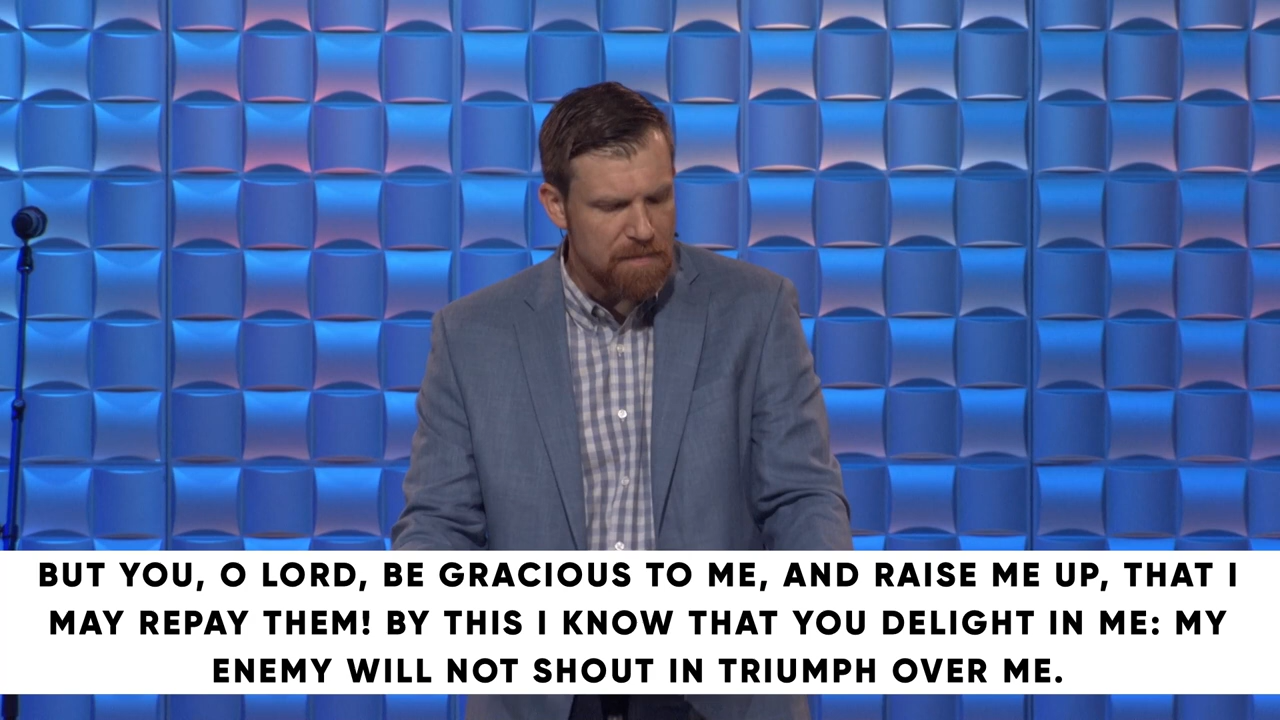 BUT YOU, O LORD, BE GRACIOUS TO ME, AND RAISE ME UP, THAT I
MAY REPAY THEM! BY THIS I KNOW THAT YOU DELIGHT IN ME: MY
ENEMY WILL NOT SHOUT IN TRIUMPH OVER ME.